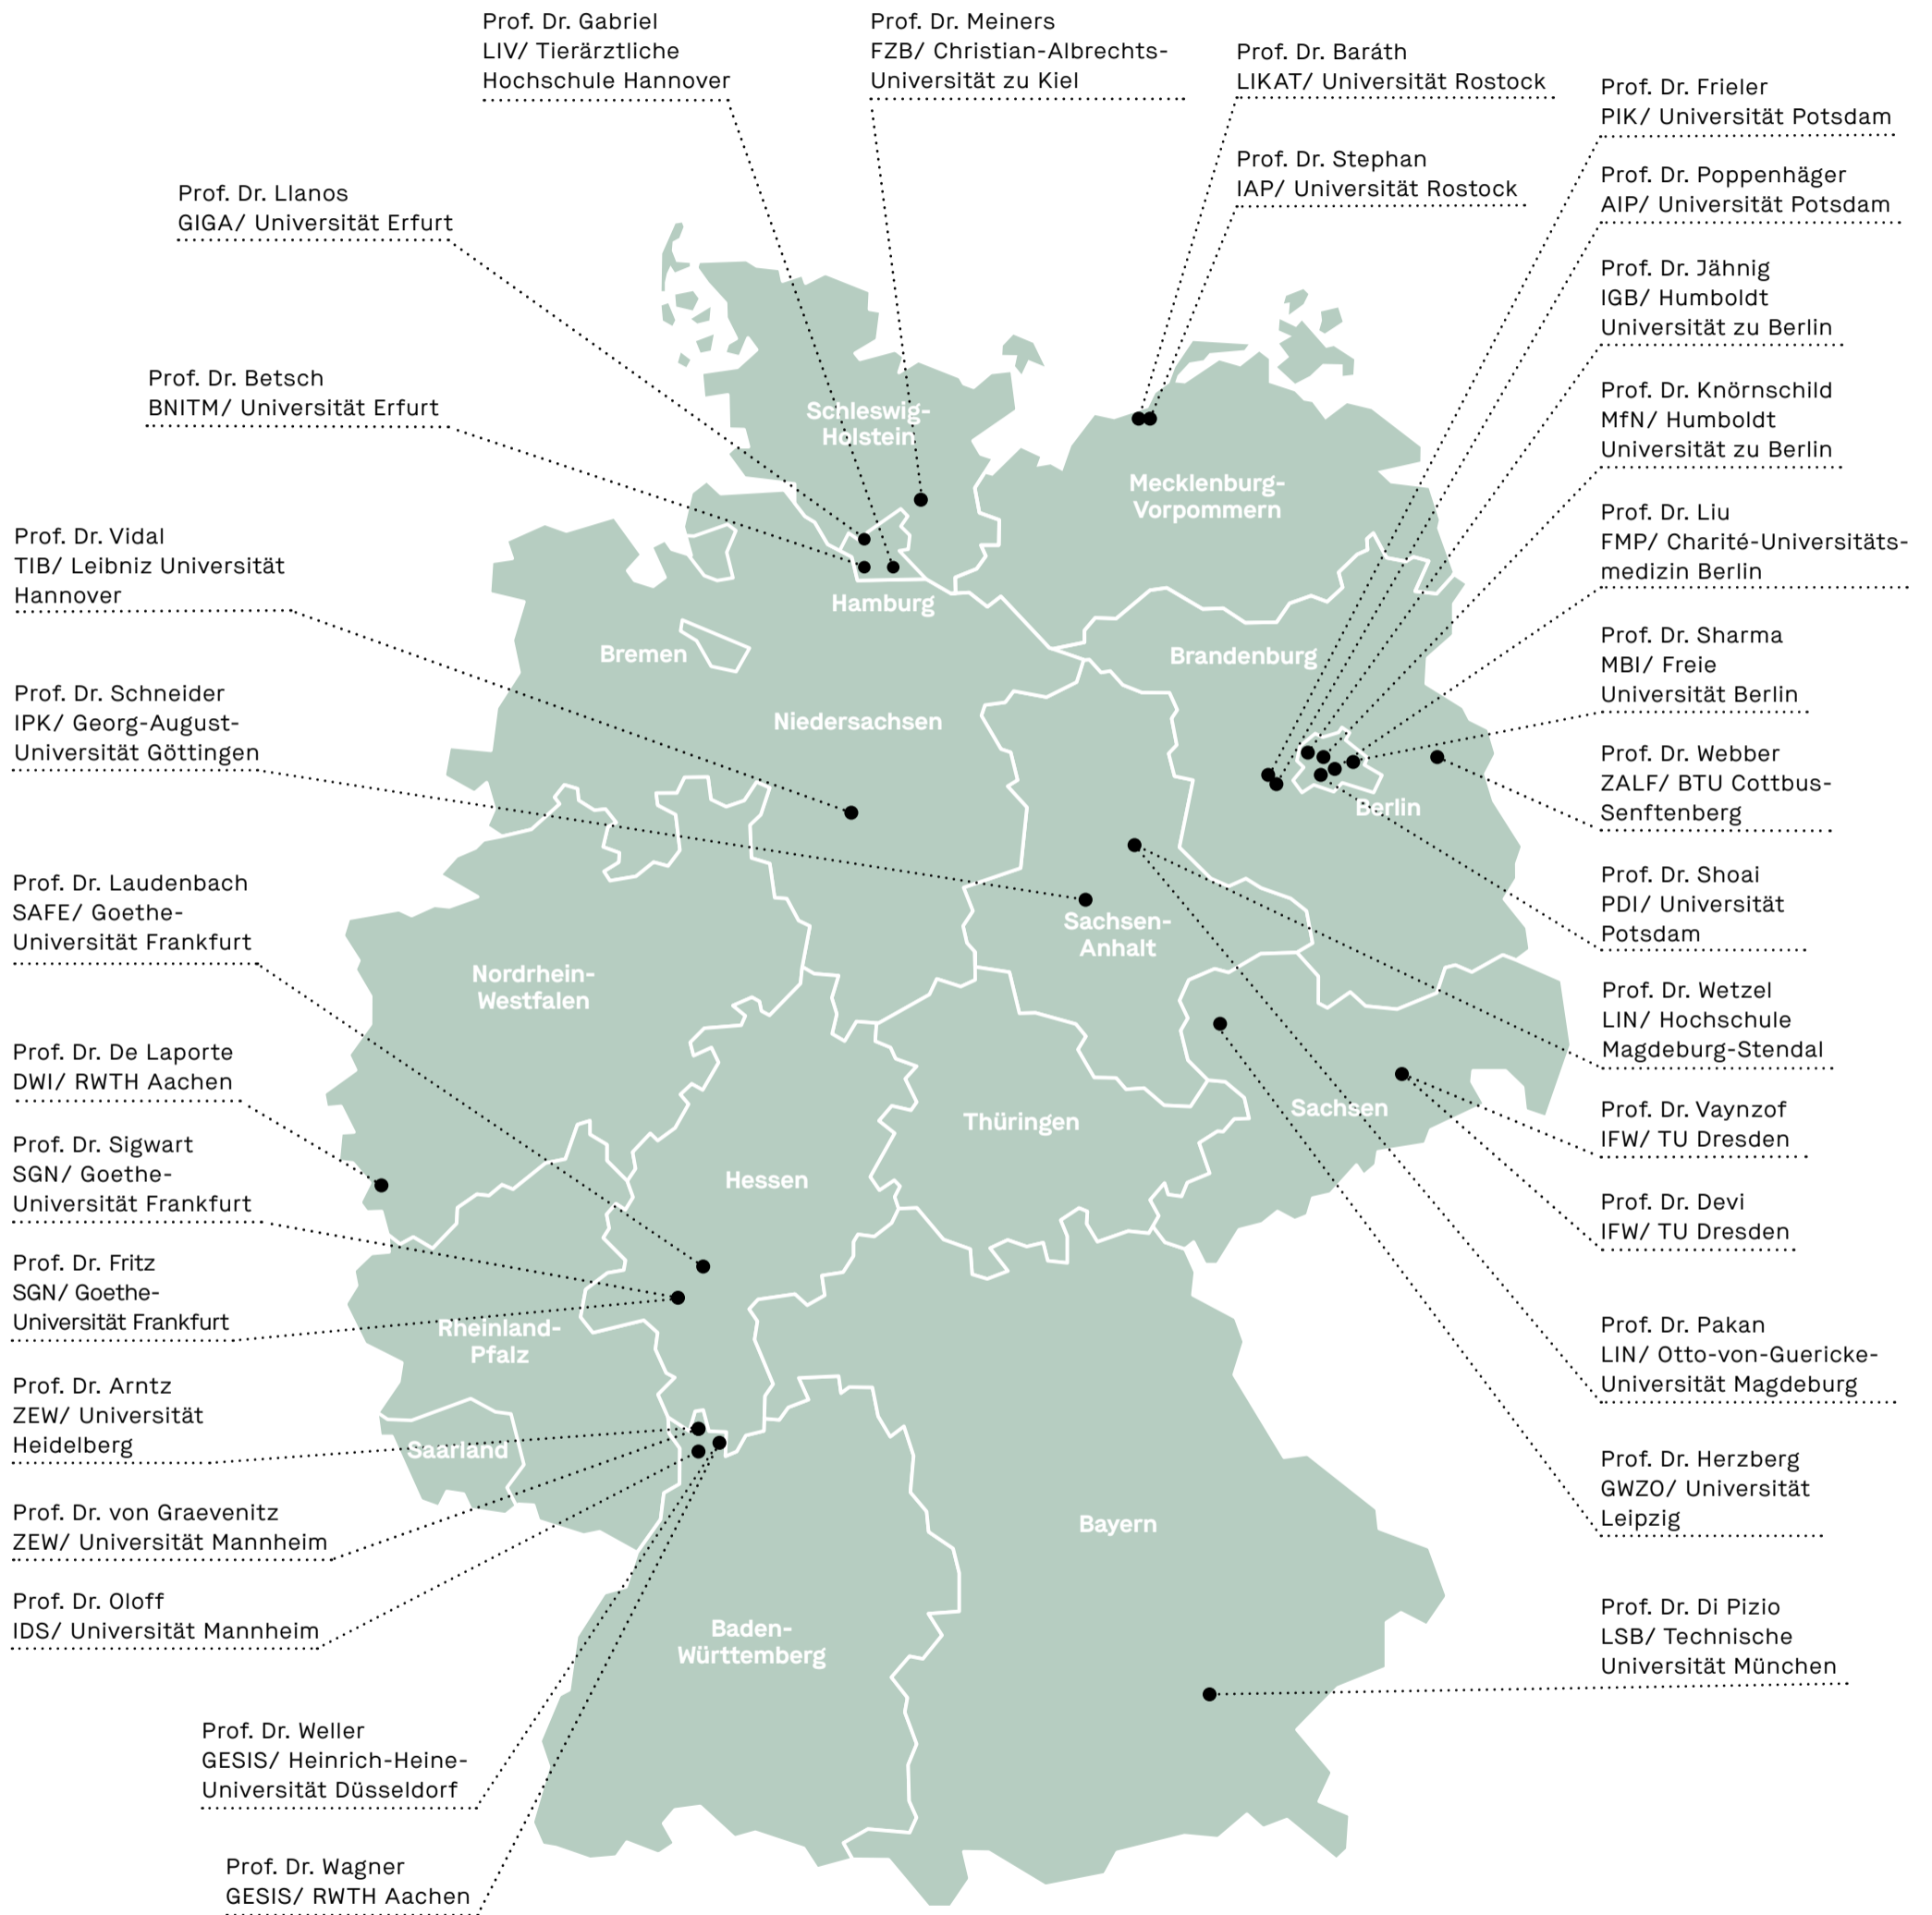 Prof. Dr. Gabriel
LIV/ Tierärztliche
Hochschule Hannover
Prof. Dr. Meiners
FZB/ Christian-Albrechts-
Universität zu Kiel
Prof. Dr. Baráth
LIKAT/ Universität Rostock
Prof. Dr. Stephan
IAP/ Universität Rostock
Prof. Dr. Frieler
PIK/ Universität Potsdam
Prof. Dr. Poppenhäger
AIP/ Universität Potsdam
Prof. Dr. Jähnig
IGB/ Humboldt
Universität zu Berlin
Prof. Dr. Knörnschild
MfN/ Humboldt
Universität zu Berlin
Prof. Dr. Liu
FMP/ Charité-Universitäts-
medizin Berlin
Prof. Dr. Sharma
MBI/ Freie
Universität Berlin
Prof. Dr. Webber
ZALF/ BTU Cottbus-
Senftenberg
Prof. Dr. Shoai
PDI/ Universität
Potsdam
Prof. Dr. Wetzel
LIN/ Hochschule
Magdeburg-Stendal
Prof. Dr. Vaynzof
IFW/ TU Dresden
Prof. Dr. Devi
IFW/ TU Dresden
Prof. Dr. Pakan
LIN/ Otto-von-Guericke-
Universität Magdeburg
Prof. Dr. Herzberg
GWZO/ Universität
Leipzig
Prof. Dr. Di Pizio
LSB/ Technische
Universität München
Prof. Dr. Llanos
GIGA/ Universität Erfurt
Prof. Dr. Betsch
BNITM/ Universität Erfurt
Prof. Dr. Vidal
TIB/ Leibniz Universität
Hannover
Prof. Dr. Schneider
IPK/ Georg-August-
Universität Göttingen
Prof. Dr. Laudenbach
SAFE/ Goethe-
Universität Frankfurt
Prof. Dr. De Laporte
DWI/ RWTH Aachen
Prof. Dr. Sigwart
SGN/ Goethe-
Universität Frankfurt
Prof. Dr. Fritz
SGN/ Goethe-
Universität Frankfurt
Prof. Dr. Arntz
ZEW/ Universität
Heidelberg
Prof. Dr. von Graevenitz
ZEW/ Universität Mannheim
Prof. Dr. Oloff
IDS/ Universität Mannheim
Prof. Dr. Weller
GESIS/ Heinrich-Heine-
Universität Düsseldorf
Prof. Dr. Wagner
GESIS/ RWTH Aachen
Schleswig-
Holstein
Mecklenburg-
Vorpommern
Hamburg
Bremen
Brandenburg
Niedersachsen
Berlin
Sachsen-
Anhalt
Nordrhein-
Westfalen
Sachsen
Thüringen
Hessen
Rheinland-
Pfalz
Saarland
Bayern
Baden-
Württemberg